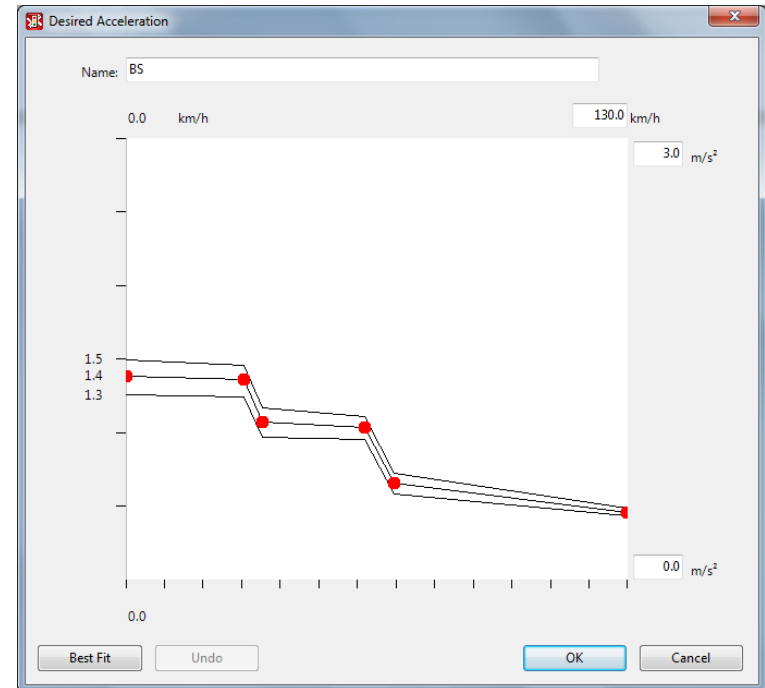 Desired Acceleration
Name: BS
0.0 km/h 130.0 km/h
3.0 m/s²
1.5
1.4
1.3
0.0 m/s²
0.0
Best Fit Undo OK Cancel